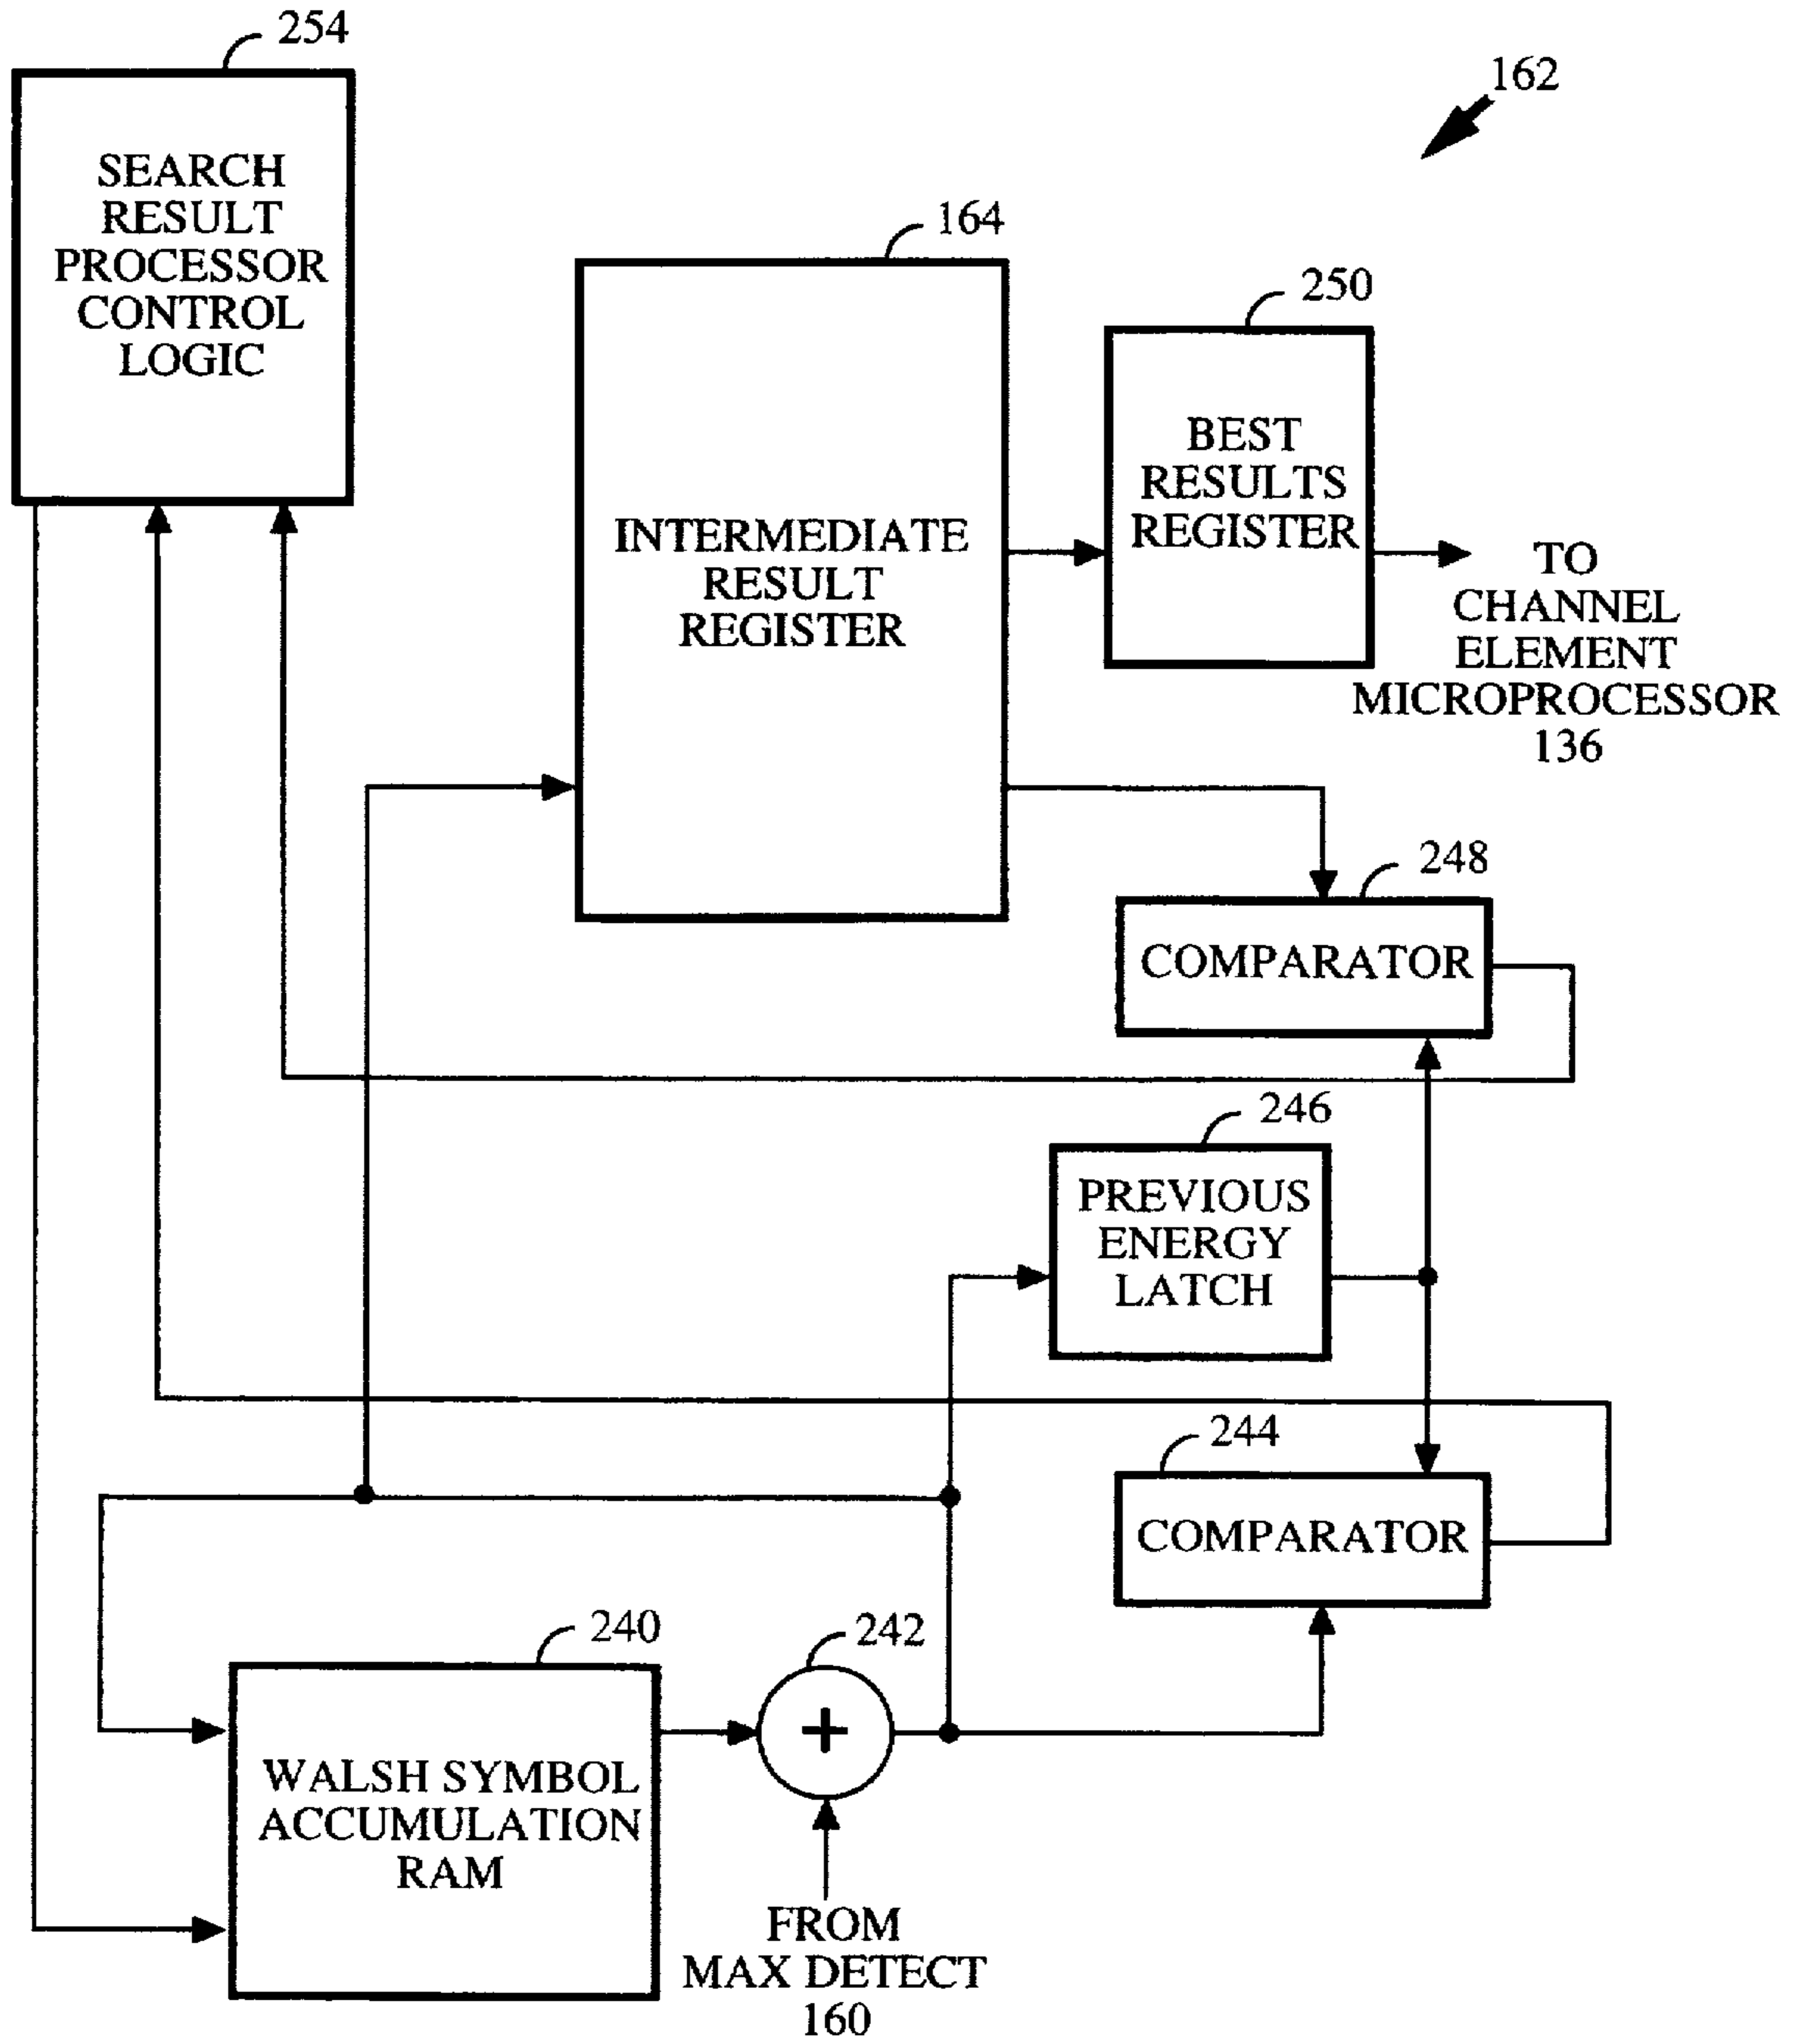 254
SEARCH
RESULT
PROCESSOR
CONTROL
LOGIC
162
164
INTERMEDIATE
RESULT
REGISTER
250
BEST
RESULTS
REGISTER
TO
CHANNEL
ELEMENT
MICROPROCESSOR
136
248
COMPARATOR
246
PREVIOUS
ENERGY
LATCH
244
COMPARATOR
240
WALSH SYMBOL
ACCUMULATION
RAM
242
+
FROM
MAX DETECT
160